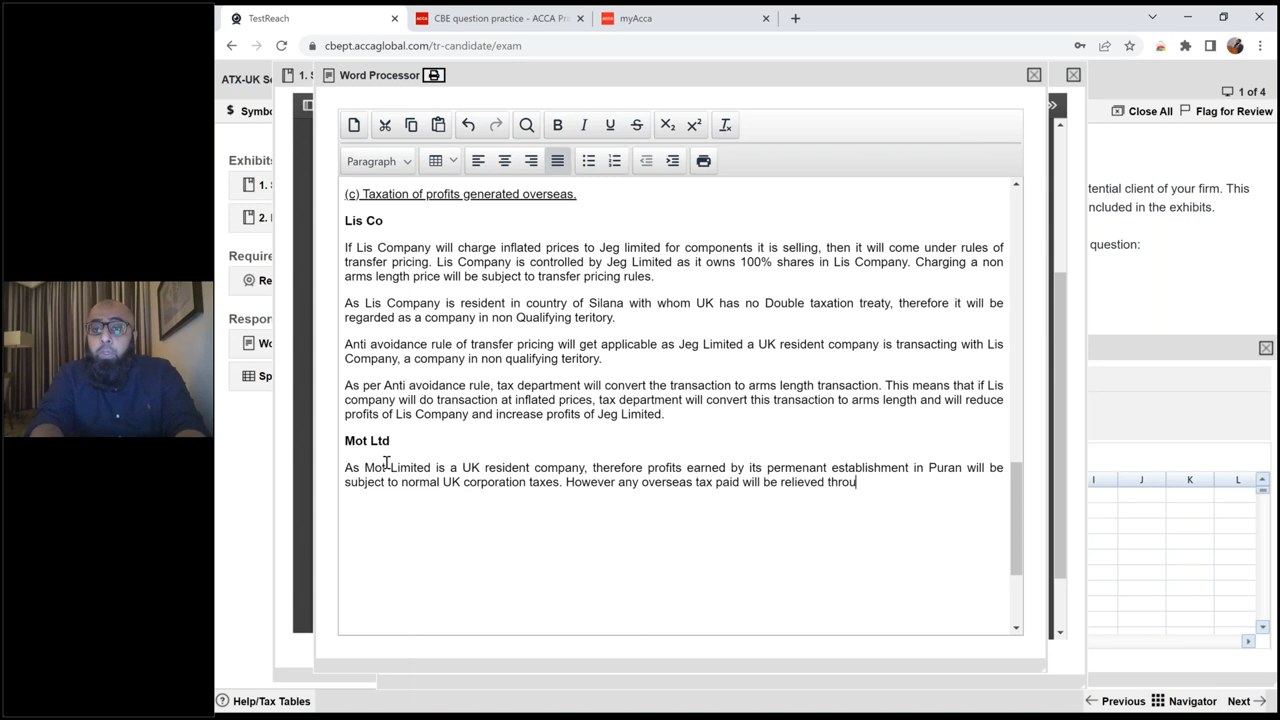 TestReach
CBE question practice - ACCA Pr
myAcca
cbept.accaglobal.com/tr-candidate/exam
ATX-UK Se
1. S
Word Processor
1 of 4
$ Symbo
Close All
Flag for Review
Paragraph
Exhibits
1. S
2.
Require
Re
Respon
Wo
Sp
(c) Taxation of profits generated overseas.
Lis Co
If Lis Company will charge inflated prices to Jeg limited for components it is selling, then it will come under rules of
transfer pricing. Lis Company is controlled by Jeg Limited as it owns 100% shares in Lis Company. Charging a non
arms length price will be subject to transfer pricing rules.
As Lis Company is resident in country of Silana with whom UK has no Double taxation treaty, therefore it will be
regarded as a company in non Qualifying teritory.
Anti avoidance rule of transfer pricing will get applicable as Jeg Limited a UK resident company is transacting with Lis
Company, a company in non qualifying teritory.
As per Anti avoidance rule, tax department will convert the transaction to arms length transaction. This means that if Lis
company will do transaction at inflated prices, tax department will convert this transaction to arms length and will reduce
profits of Lis Company and increase profits of Jeg Limited.
Mot Ltd
As Mot Limited is a UK resident company, therefore profits earned by its permenant establishment in Puran will be
subject to normal UK corporation taxes. However any overseas tax paid will be relieved throu
tential client of your firm. This
ncluded in the exhibits.
question:
I J K L
Help/Tax Tables
Previous
Navigator
Next